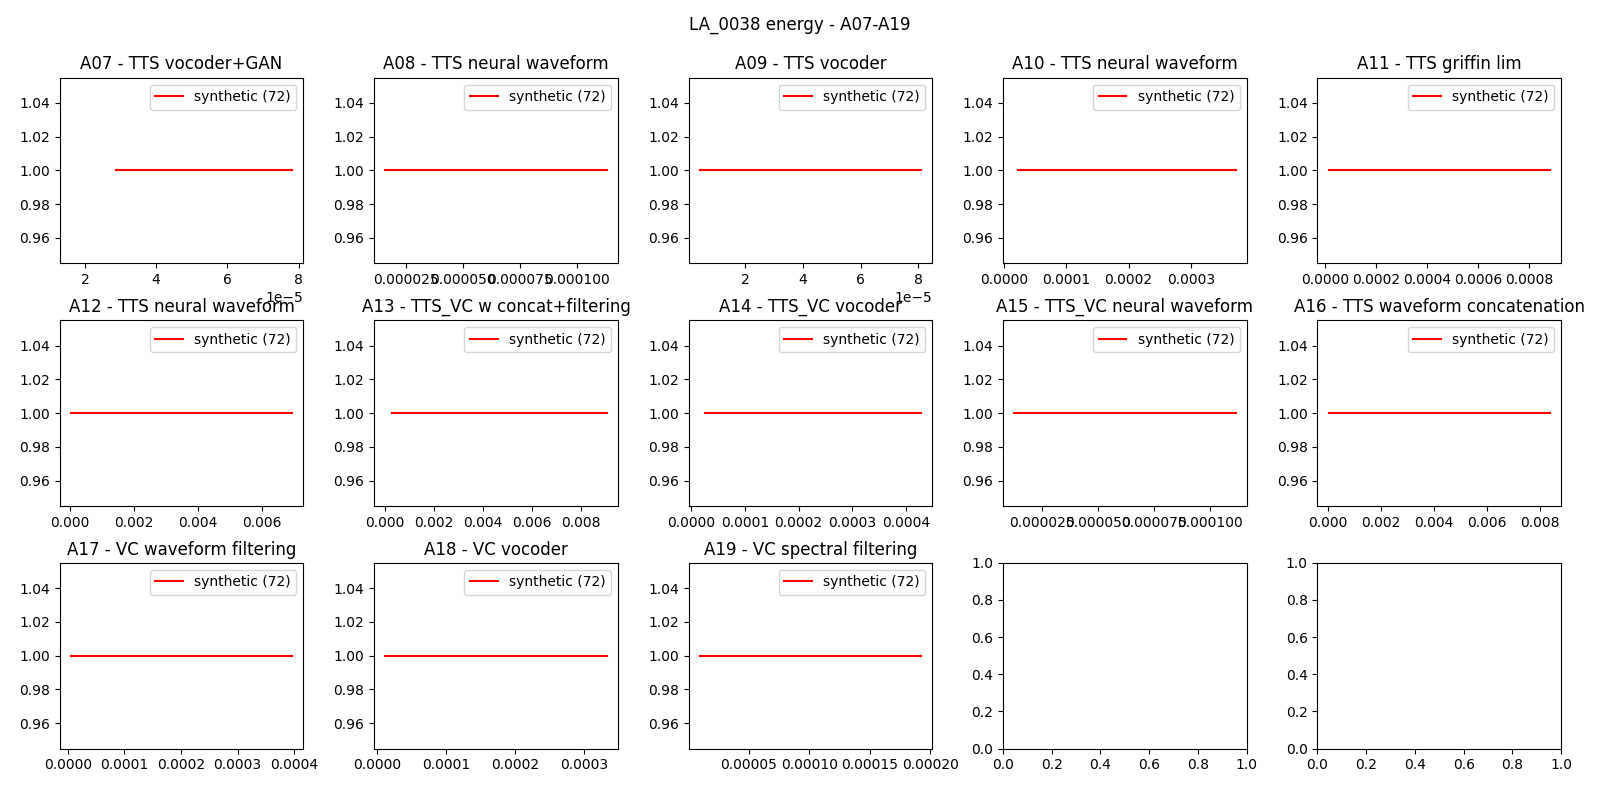 LA_0038 energy - A07-A19
A07 - TTS vocoder+GAN
synthetic (72)
1.04
1.02
1.00
0.98
0.96
2 4 6 8
1e−5
A08 - TTS neural waveform
synthetic (72)
1.04
1.02
1.00
0.98
0.96
0.000025 0.000050 0.000075 0.000100
A09 - TTS vocoder
synthetic (72)
1.04
1.02
1.00
0.98
0.96
2 4 6 8
1e−5
A10 - TTS neural waveform
synthetic (72)
1.04
1.02
1.00
0.98
0.96
0.0000 0.0001 0.0002 0.0003
A11 - TTS griffin lim
synthetic (72)
1.04
1.02
1.00
0.98
0.96
0.0000 0.0002 0.0004 0.0006 0.0008
A12 - TTS neural waveform
synthetic (72)
1.04
1.02
1.00
0.98
0.96
0.000 0.002 0.004 0.006
A13 - TTS_VC w concat+filtering
synthetic (72)
1.04
1.02
1.00
0.98
0.96
0.000 0.002 0.004 0.006 0.008
A14 - TTS_VC vocoder
synthetic (72)
1.04
1.02
1.00
0.98
0.96
0.0000 0.0001 0.0002 0.0003 0.0004
A15 - TTS_VC neural waveform
synthetic (72)
1.04
1.02
1.00
0.98
0.96
0.000025 0.000050 0.000075 0.000100
A16 - TTS waveform concatenation
synthetic (72)
1.04
1.02
1.00
0.98
0.96
0.000 0.002 0.004 0.006 0.008
A17 - VC waveform filtering
synthetic (72)
1.04
1.02
1.00
0.98
0.96
0.0000 0.0001 0.0002 0.0003 0.0004
A18 - VC vocoder
synthetic (72)
1.04
1.02
1.00
0.98
0.96
0.0000 0.0001 0.0002 0.0003
A19 - VC spectral filtering
synthetic (72)
1.04
1.02
1.00
0.98
0.96
0.00005 0.00010 0.00015 0.00020
1.0
0.8
0.6
0.4
0.2
0.0
0.0 0.2 0.4 0.6 0.8 1.0
1.0
0.8
0.6
0.4
0.2
0.0
0.0 0.2 0.4 0.6 0.8 1.0